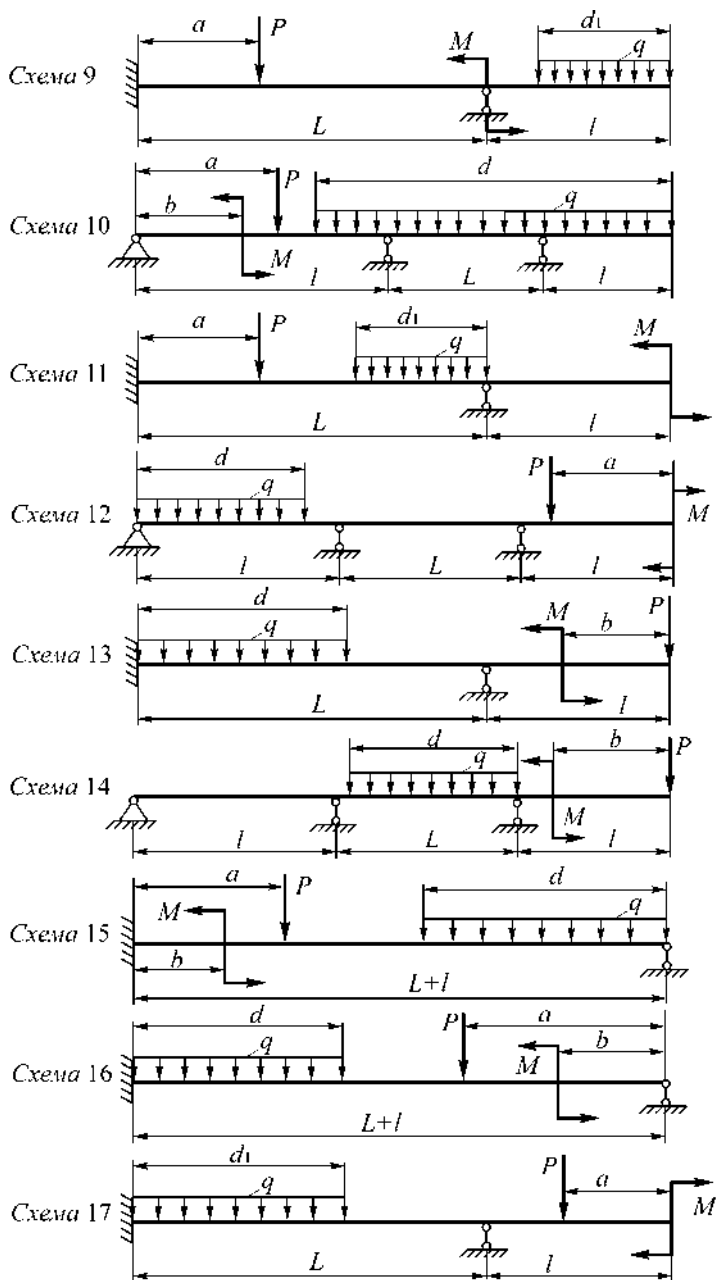 a P M d₁ q
Схема 9
L l
a P d
b q
Схема 10
M
l L l
a P d₁ q M
Схема 11
L l
d P a
q
Схема 12
M
l L l
d M P
q b
Схема 13
L l
d b P
q
Схема 14
M
l L l
a P d
M q
Схема 15
b
L+l
d P a
q M b
Схема 16
L+l
d₁ P a
q
Схема 17
M
L l